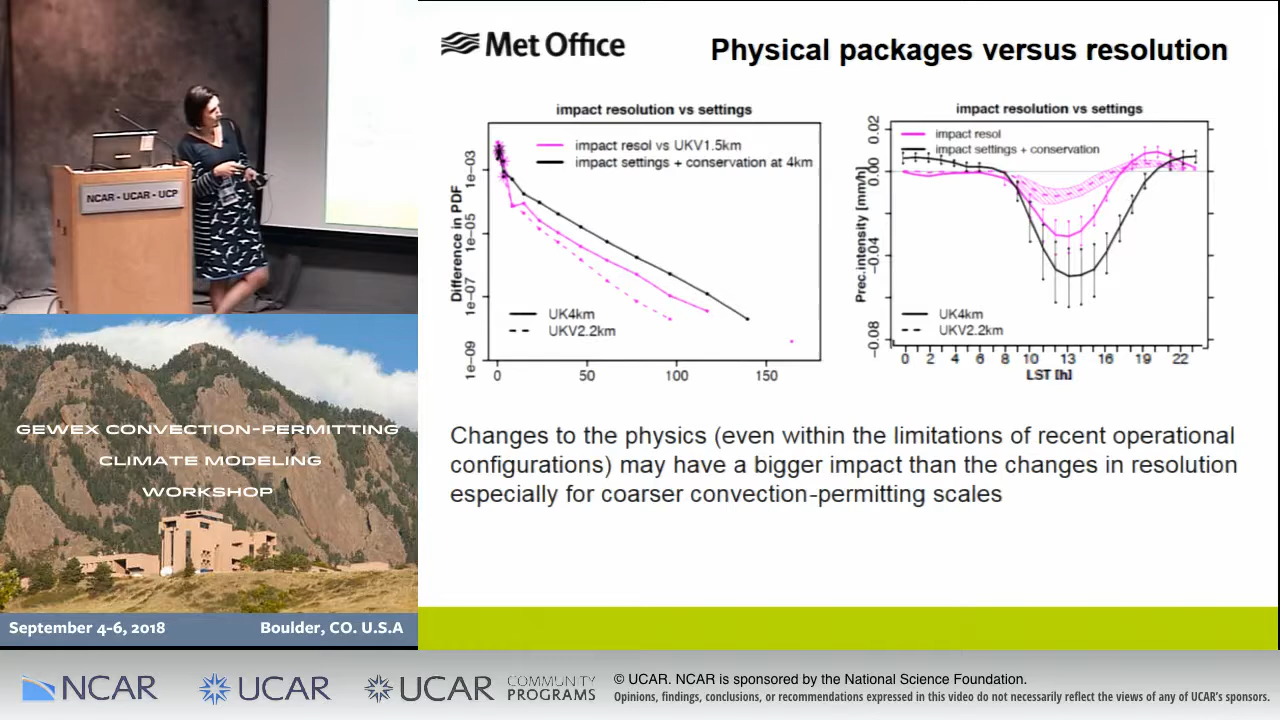 NCAR - UCAR - UCP
GEWEX CONVECTION-PERMITTING
CLIMATE MODELING
WORKSHOP
September 4-6, 2018
Boulder, CO. U.S.A
Met Office
Physical packages versus resolution
impact resolution vs settings
impact resol vs UKV1.5km
impact settings + conservation at 4km
Difference in PDF
1e-03
1e-05
1e-07
1e-09
UK4km
UKV2.2km
0 50 100 150
impact resolution vs settings
impact resol
impact settings + conservation
Prec.intensity [mm/h]
0.02
0.00
-0.04
-0.08
UK4km
UKV2.2km
0 2 4 6 8 10 13 16 19 22
LST [h]
Changes to the physics (even within the limitations of recent operational
configurations) may have a bigger impact than the changes in resolution
especially for coarser convection-permitting scales
NCAR
UCAR
UCAR
COMMUNITY
PROGRAMS
© UCAR. NCAR is sponsored by the National Science Foundation.
Opinions, findings, conclusions, or recommendations expressed in this video do not necessarily reflect the views of any of UCAR's sponsors.